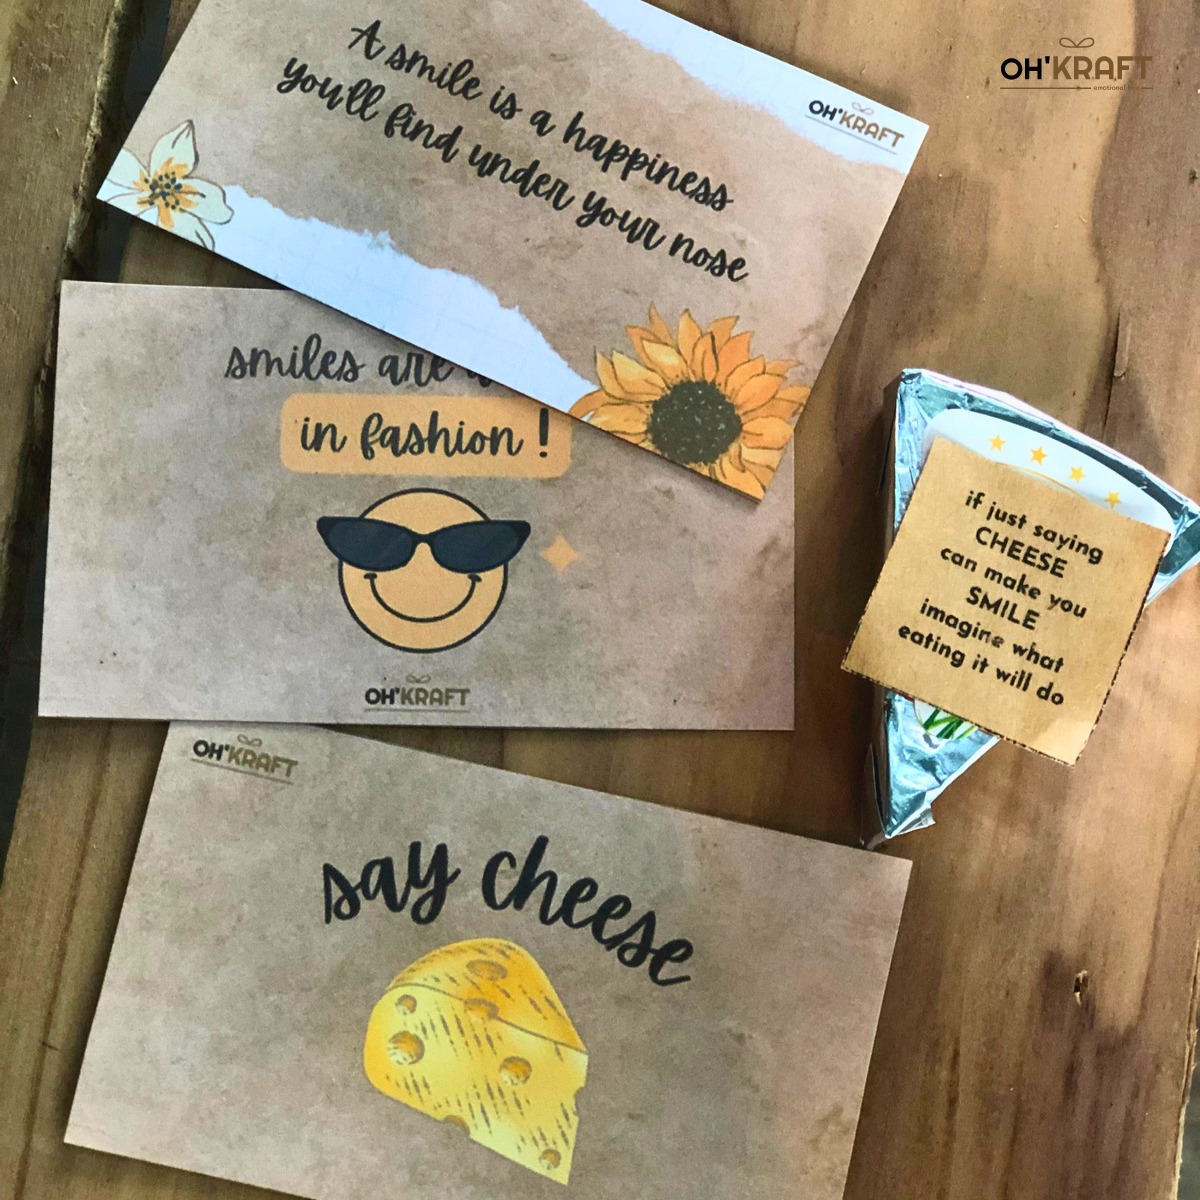 OH'KRAFT
emotional
A smile is a happiness
you'll find under your nose
OH'KRAFT
smiles are
in fashion !
OH'KRAFT
if just saying
CHEESE
can make you
SMILE
imagine what
eating it will do
OH'KRAFT
say cheese